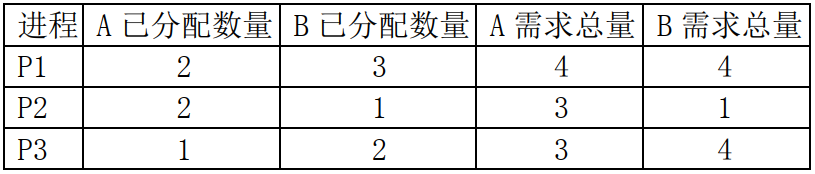 进程 A 已分配数量 B 已分配数量 A 需求总量 B 需求总量
P1 2 3 4 4
P2 2 1 3 1
P3 1 2 3 4